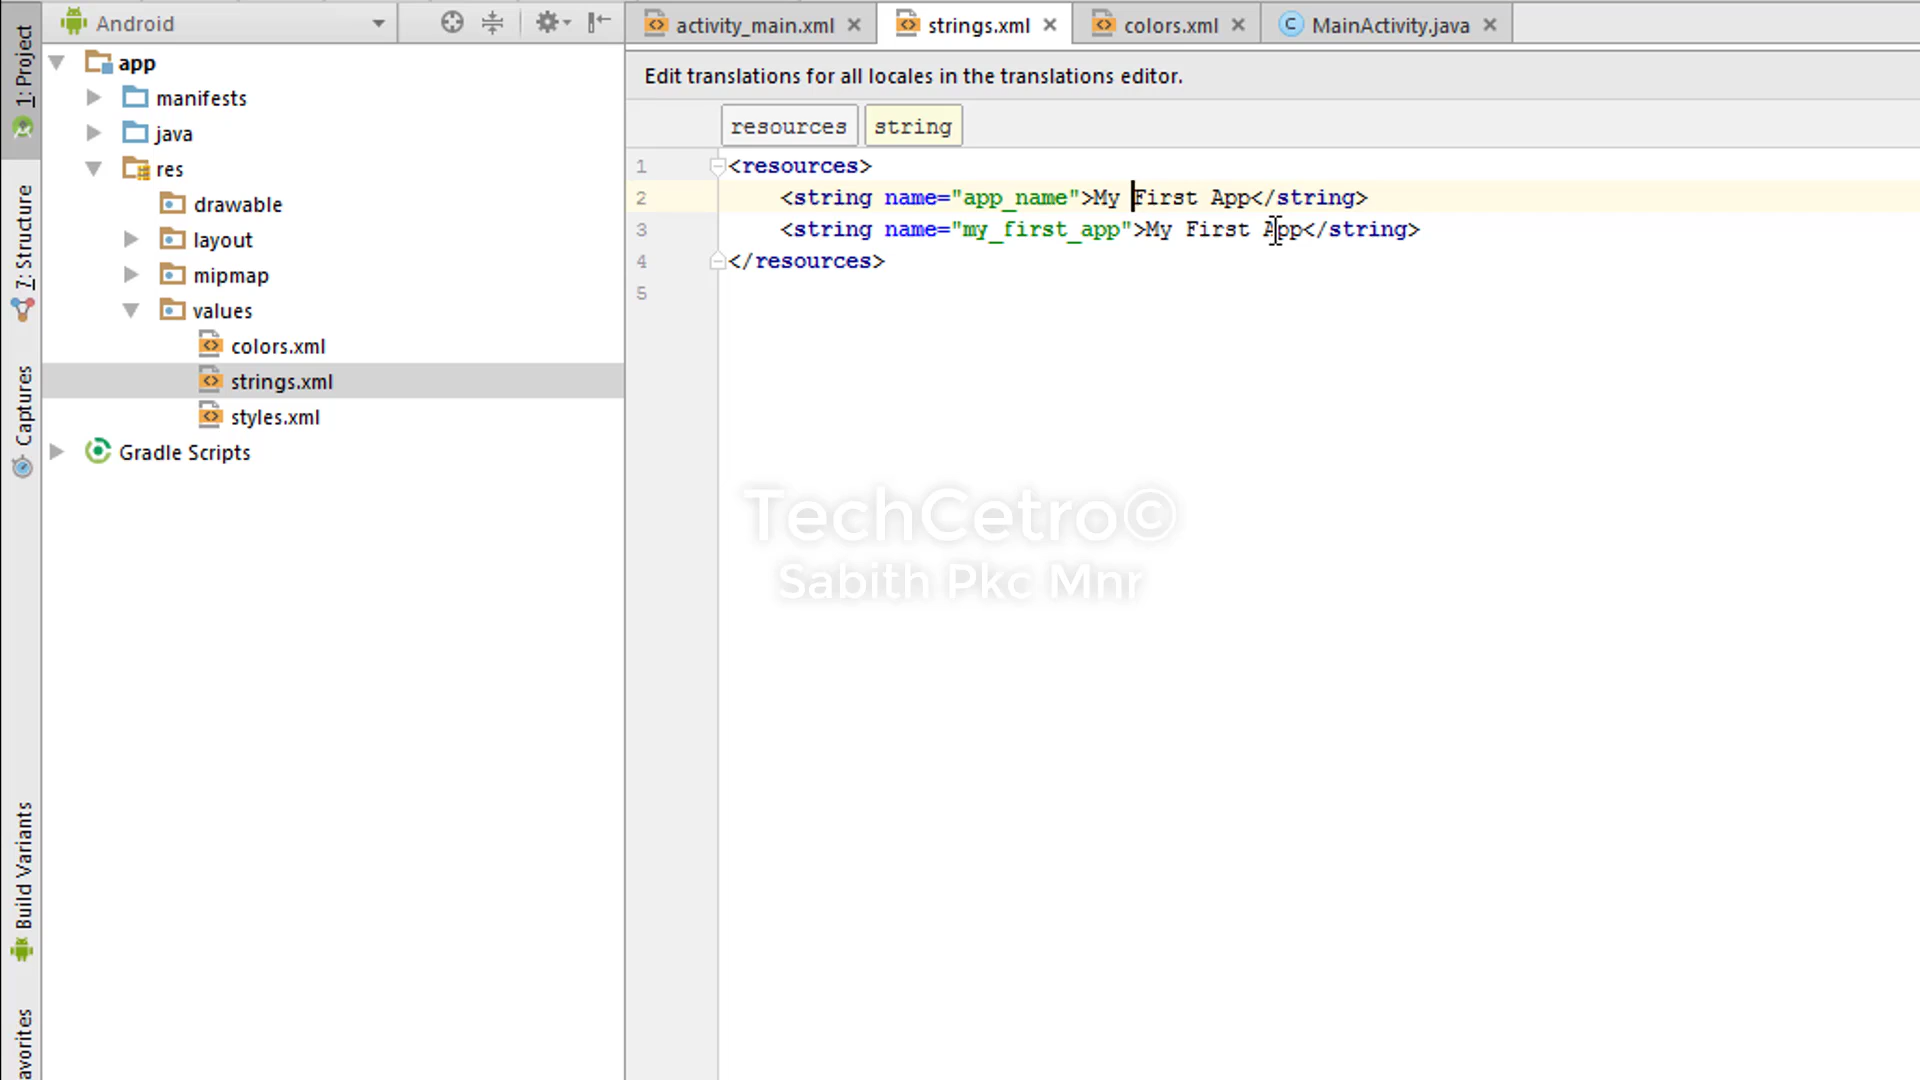 Android
activity_main.xml
strings.xml
colors.xml
MainActivity.java
1: Project
7: Structure
Captures
Build Variants
avorites
app
manifests
java
res
drawable
layout
mipmap
values
colors.xml
strings.xml
styles.xml
Gradle Scripts
Edit translations for all locales in the translations editor.
resources string
1 <resources>
2 <string name="app_name">My First App</string>
3 <string name="my_first_app">My First App</string>
4 </resources>
5
TechCetro©
Sabith Pkc Mnr